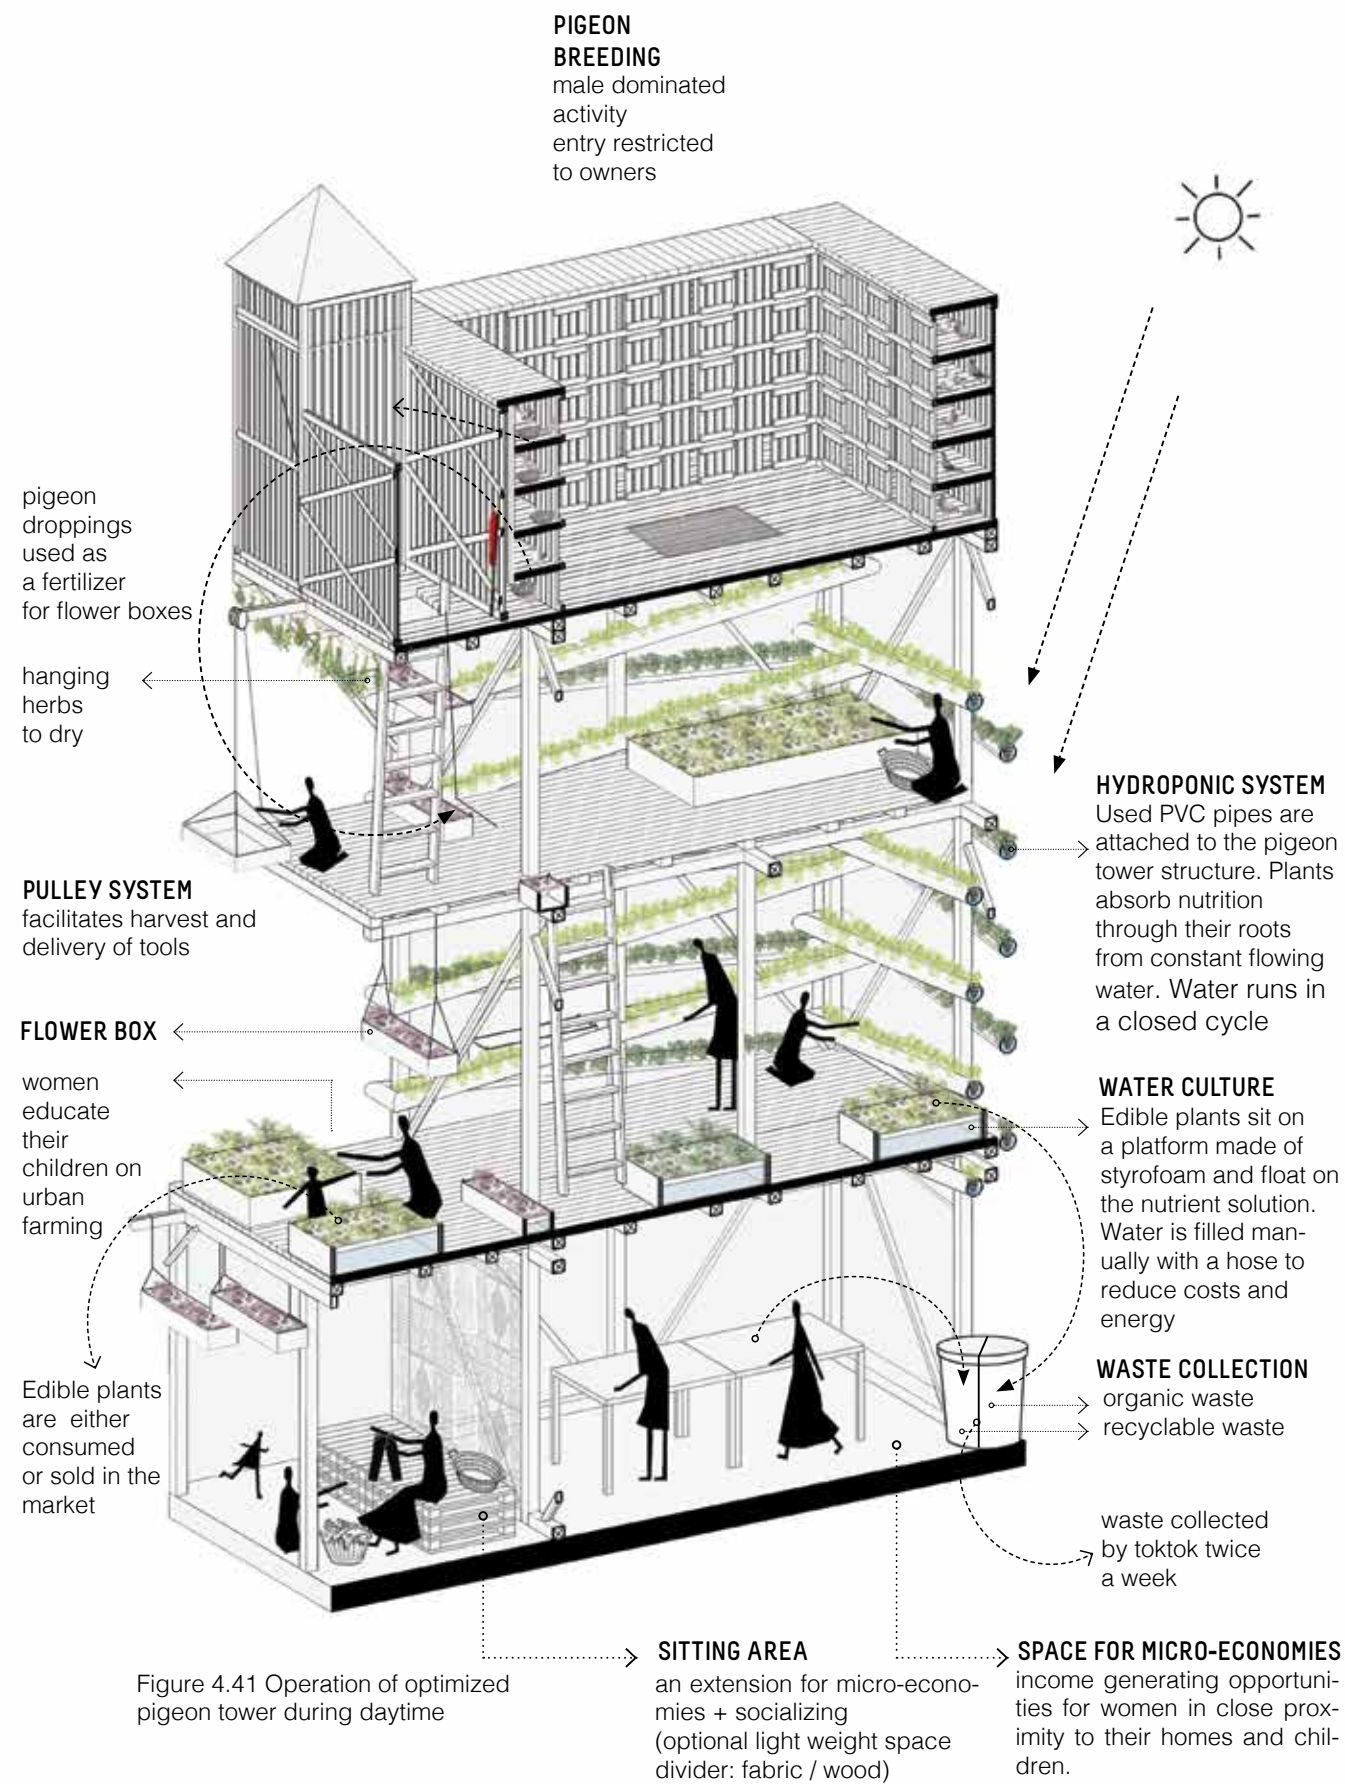 PIGEON
BREEDING
male dominated
activity
entry restricted
to owners
pigeon
droppings
used as
a fertilizer
for flower boxes
hanging
herbs
to dry
PULLEY SYSTEM
facilitates harvest and
delivery of tools
FLOWER BOX
women
educate
their
children on
urban
farming
Edible plants
are either
consumed
or sold in the
market
HYDROPONIC SYSTEM
Used PVC pipes are
attached to the pigeon
tower structure. Plants
absorb nutrition
through their roots
from constant flowing
water. Water runs in
a closed cycle
WATER CULTURE
Edible plants sit on
a platform made of
styrofoam and float on
the nutrient solution.
Water is filled man-
ually with a hose to
reduce costs and
energy
WASTE COLLECTION
organic waste
recyclable waste
waste collected
by toktok twice
a week
Figure 4.41 Operation of optimized
pigeon tower during daytime
SITTING AREA
an extension for micro-econo-
mies + socializing
(optional light weight space
divider: fabric / wood)
SPACE FOR MICRO-ECONOMIES
income generating opportuni-
ties for women in close prox-
imity to their homes and chil-
dren.